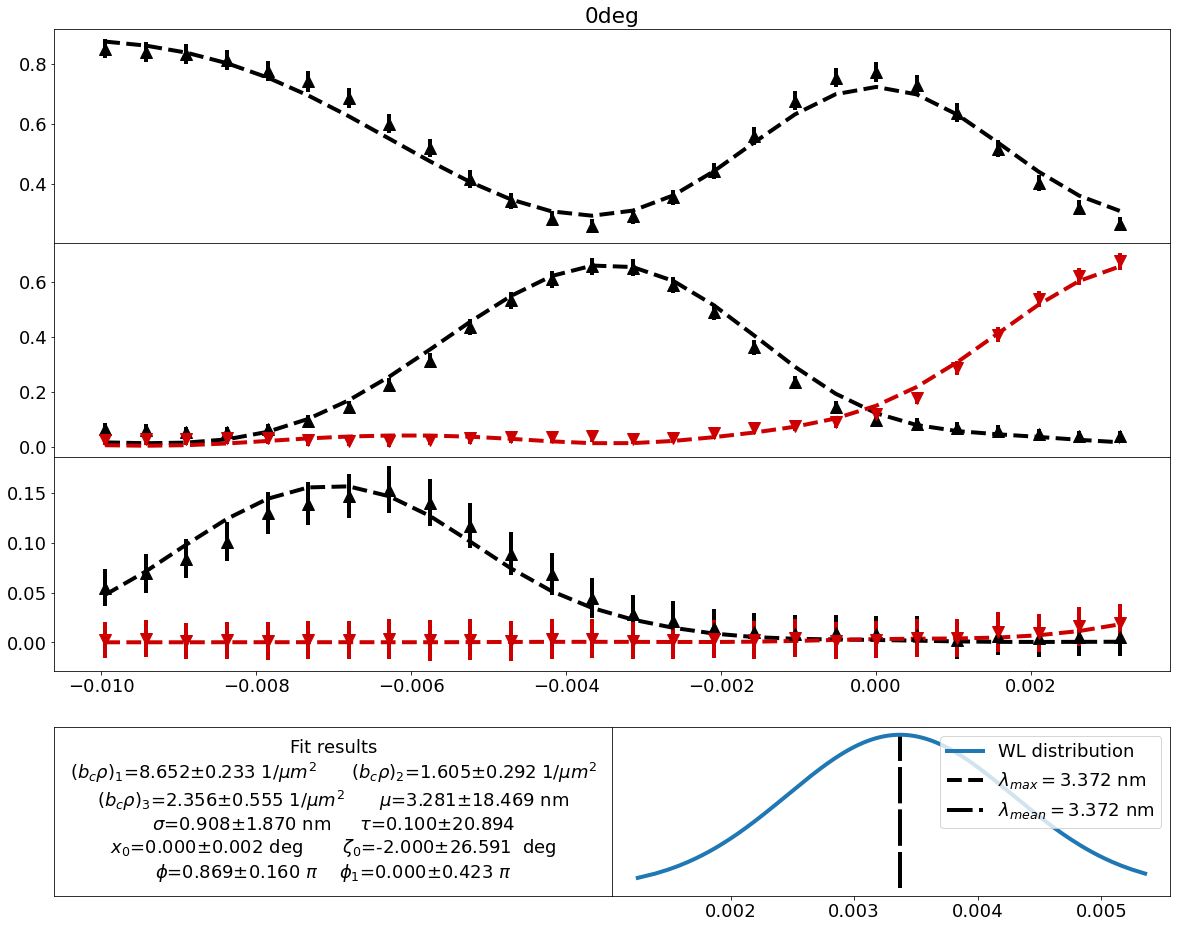 0deg
0.8
0.6
0.4
0.6
0.4
0.2
0.0
0.15
0.10
0.05
0.00
−0.010 −0.008 −0.006 −0.004 −0.002 0.000 0.002
Fit results
(b_cρ)_1=8.652±0.233 1/μm^2 (b_cρ)_2=1.605±0.292 1/μm^2
(b_cρ)_3=2.356±0.555 1/μm^2 μ=3.281±18.469 nm
σ=0.908±1.870 nm τ=0.100±20.894
x_0=0.000±0.002 deg ζ_0=-2.000±26.591 deg
ϕ=0.869±0.160 π ϕ_1=0.000±0.423 π
WL distribution
λ_max = 3.372 nm
λ_mean = 3.372 nm
0.002 0.003 0.004 0.005